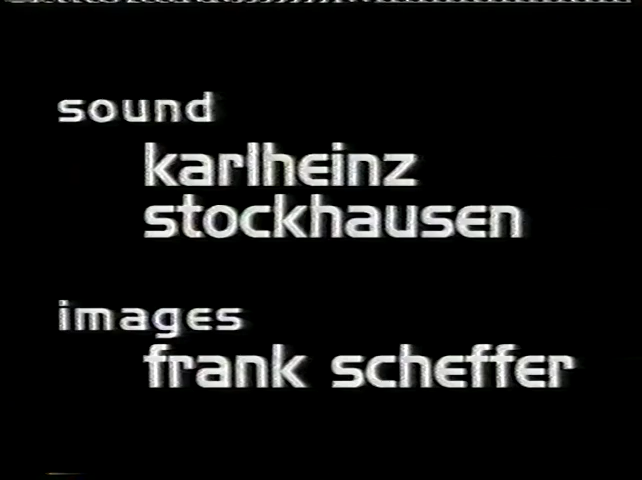 sound
karlheinz
stockhausen
images
frank scheffer